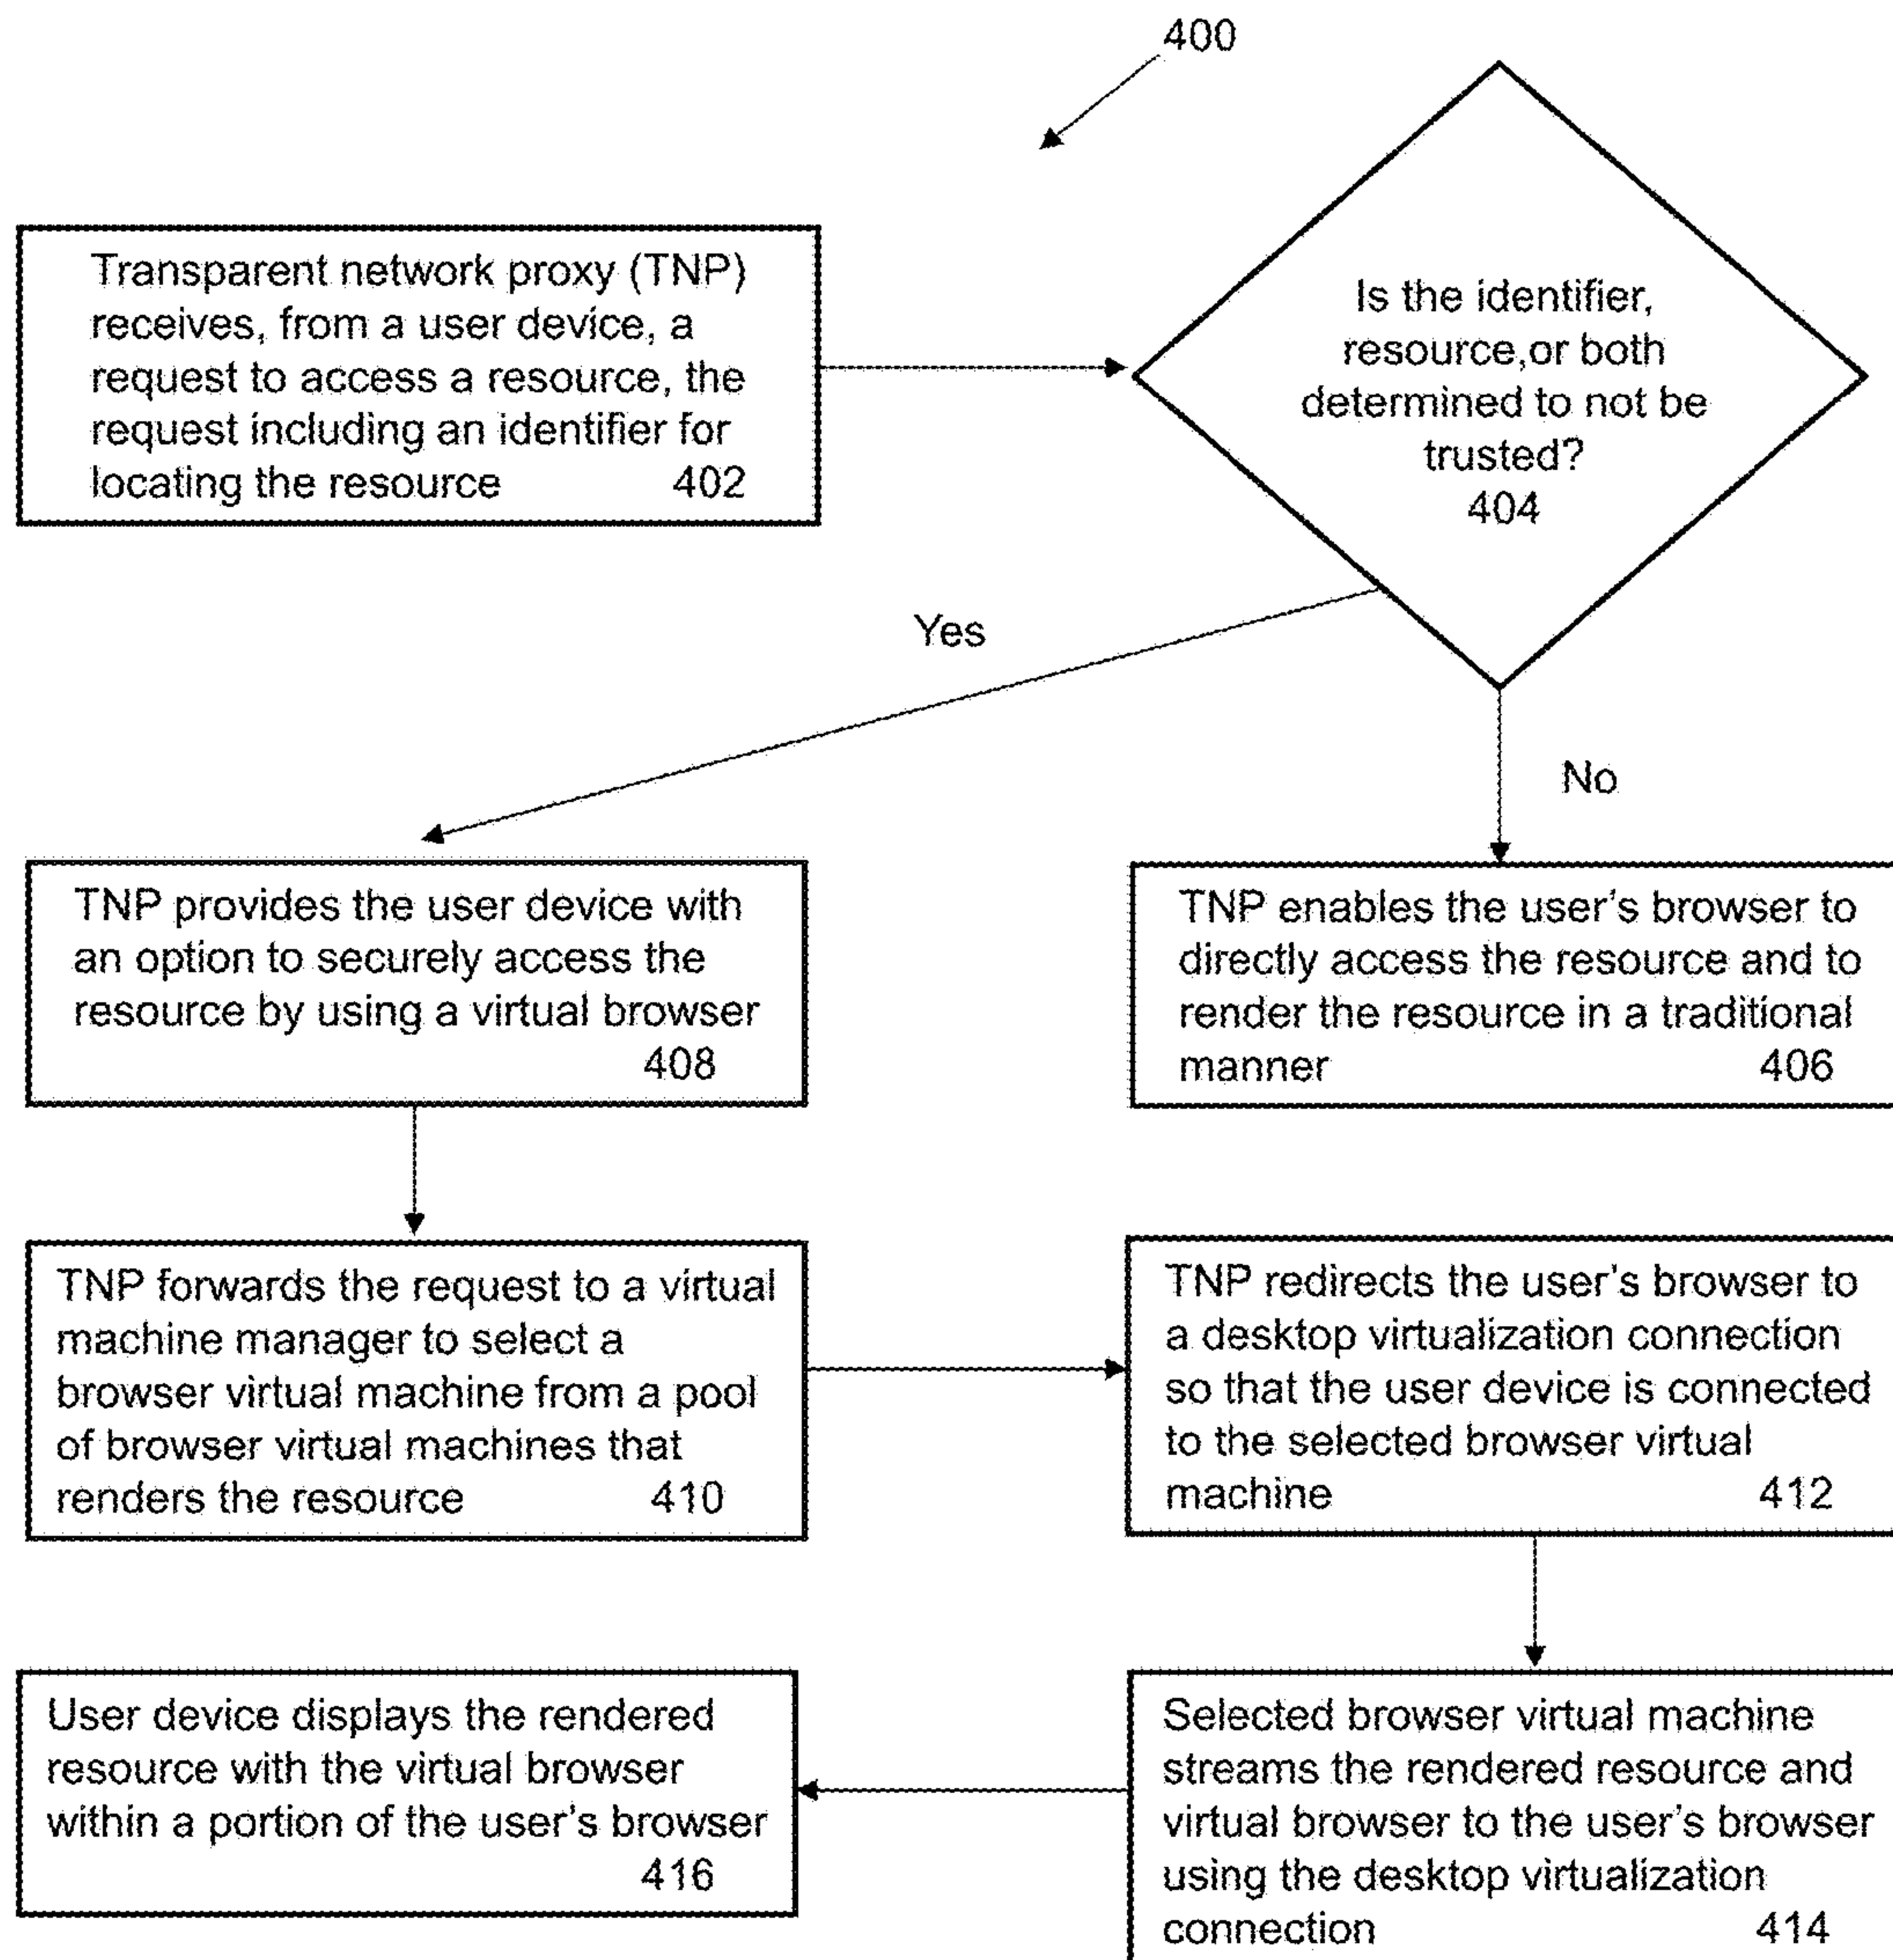 400
Transparent network proxy (TNP)
receives, from a user device, a
request to access a resource, the
request including an identifier for
locating the resource 402
Is the identifier,
resource,or both
determined to not be
trusted?
404
Yes
No
TNP provides the user device with
an option to securely access the
resource by using a virtual browser
408
TNP enables the user's browser to
directly access the resource and to
render the resource in a traditional
manner 406
TNP forwards the request to a virtual
machine manager to select a
browser virtual machine from a pool
of browser virtual machines that
renders the resource 410
TNP redirects the user's browser to
a desktop virtualization connection
so that the user device is connected
to the selected browser virtual
machine 412
Selected browser virtual machine
streams the rendered resource and
virtual browser to the user's browser
using the desktop virtualization
connection 414
User device displays the rendered
resource with the virtual browser
within a portion of the user's browser
416